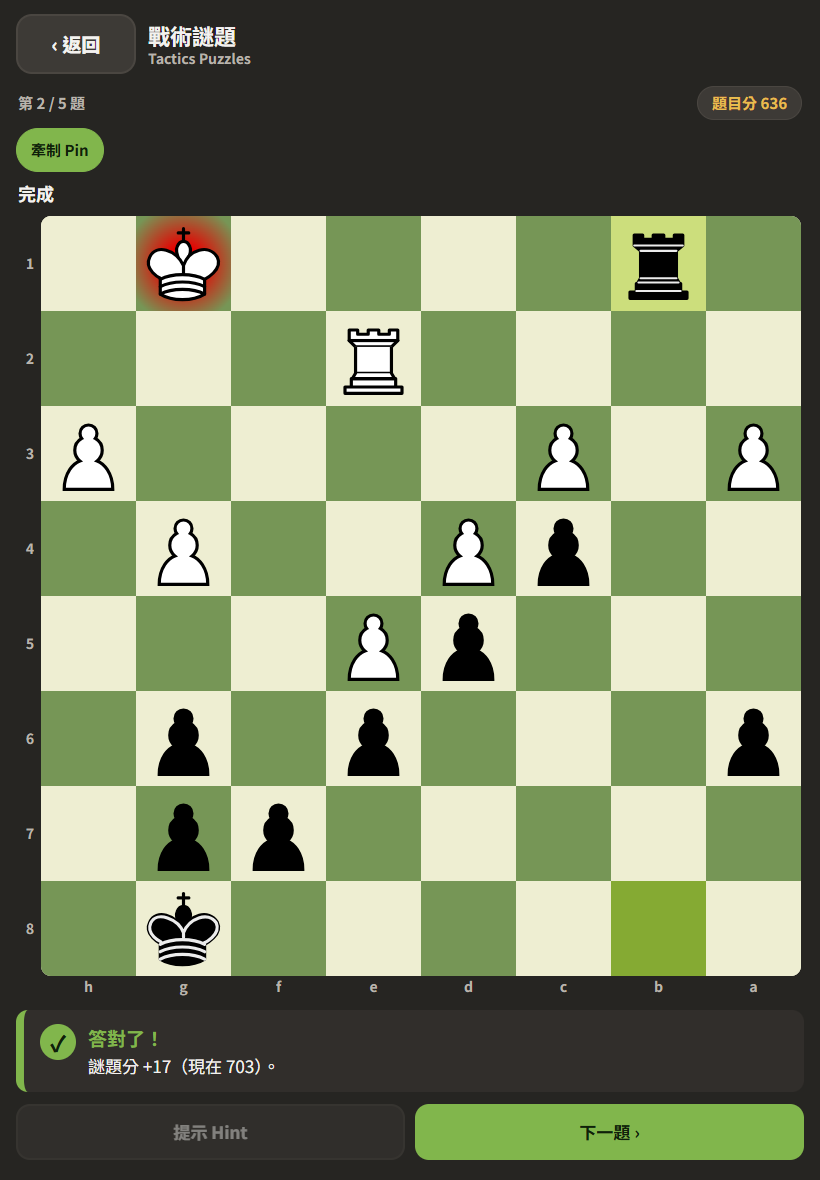 ‹ 返回
戰術謎題
Tactics Puzzles
第 2 / 5 題
題目分 636
牽制 Pin
完成
1
2
3
4
5
6
7
8
h g f e d c b a
答對了！
謎題分 +17（現在 703）。
提示 Hint
下一題 ›